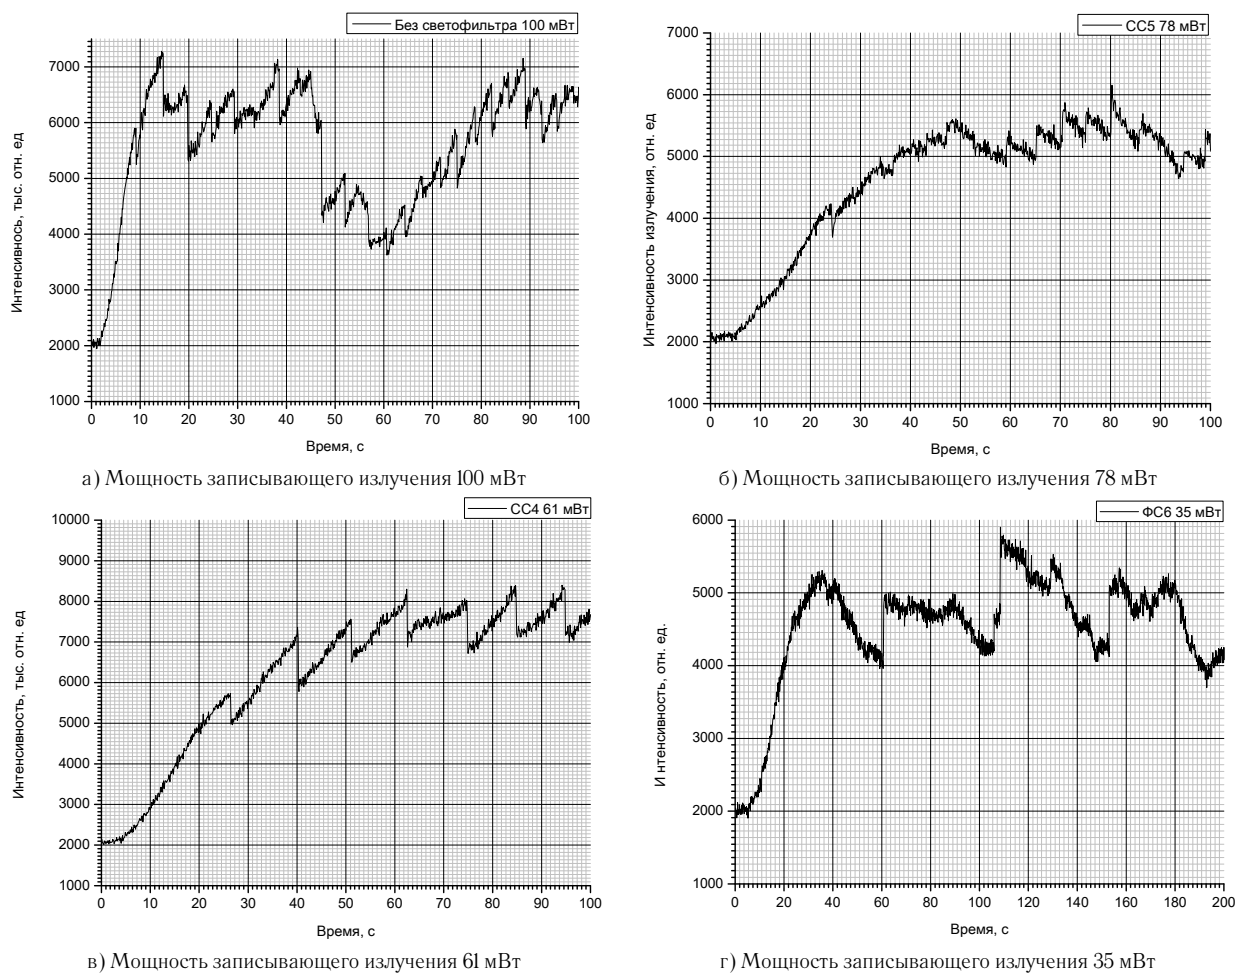 Без светофильтра 100 мВт
7000
6000
5000
4000
3000
2000
1000
Интенсивнось, тыс. отн. ед
0 10 20 30 40 50 60 70 80 90 100
Время, с
а) Мощность записывающего излучения 100 мВт
СС5 78 мВт
7000
6000
5000
4000
3000
2000
1000
Интенсивность излучения, отн. ед
0 10 20 30 40 50 60 70 80 90 100
Время, с
б) Мощность записывающего излучения 78 мВт
СС4 61 мВт
10000
9000
8000
7000
6000
5000
4000
3000
2000
1000
Интенсивность, тыс. отн. ед
0 10 20 30 40 50 60 70 80 90 100
Время, с
в) Мощность записывающего излучения 61 мВт
ФС6 35 мВт
6000
5000
4000
3000
2000
1000
И нтенсивность, отн. ед.
0 20 40 60 80 100 120 140 160 180 200
Время, с
г) Мощность записывающего излучения 35 мВт